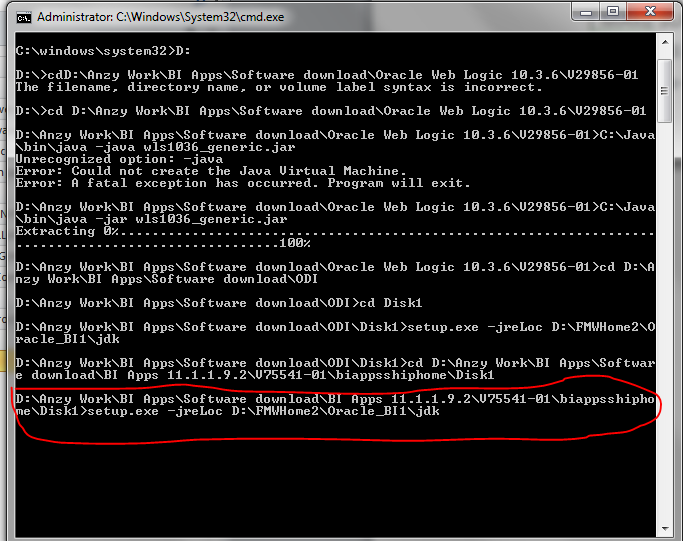 Administrator: C:\Windows\System32\cmd.exe
C:\windows\system32>D:
D:\>cdD:\Anzy Work\BI Apps\Software download\Oracle Web Logic 10.3.6\V29856-01
The filename, directory name, or volume label syntax is incorrect.
D:\>cd D:\Anzy Work\BI Apps\Software download\Oracle Web Logic 10.3.6\V29856-01
D:\Anzy Work\BI Apps\Software download\Oracle Web Logic 10.3.6\V29856-01>C:\Java
\bin\java -java wls1036_generic.jar
Unrecognized option: -java
Error: Could not create the Java Virtual Machine.
Error: A fatal exception has occurred. Program will exit.
D:\Anzy Work\BI Apps\Software download\Oracle Web Logic 10.3.6\V29856-01>C:\Java
\bin\java -jar wls1036_generic.jar
Extracting 0%...................................................................
.................................100%
D:\Anzy Work\BI Apps\Software download\Oracle Web Logic 10.3.6\V29856-01>cd D:\A
nzy Work\BI Apps\Software download\ODI
D:\Anzy Work\BI Apps\Software download\ODI>cd Disk1
D:\Anzy Work\BI Apps\Software download\ODI\Disk1>setup.exe -jreLoc D:\FMWHome2\O
racle_BI1\jdk
D:\Anzy Work\BI Apps\Software download\ODI\Disk1>cd D:\Anzy Work\BI Apps\Softwar
e download\BI Apps 11.1.1.9.2\V75541-01\biappsshiphome\Disk1
D:\Anzy Work\BI Apps\Software download\BI Apps 11.1.1.9.2\V75541-01\biappsshipho
me\Disk1>setup.exe -jreLoc D:\FMWHome2\Oracle_BI1\jdk